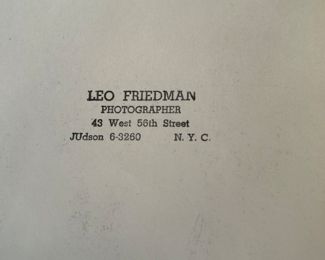 LEO FRIEDMAN
PHOTOGRAPHER
43 West 56th Street
JUdson 6-3260 N. Y. C.